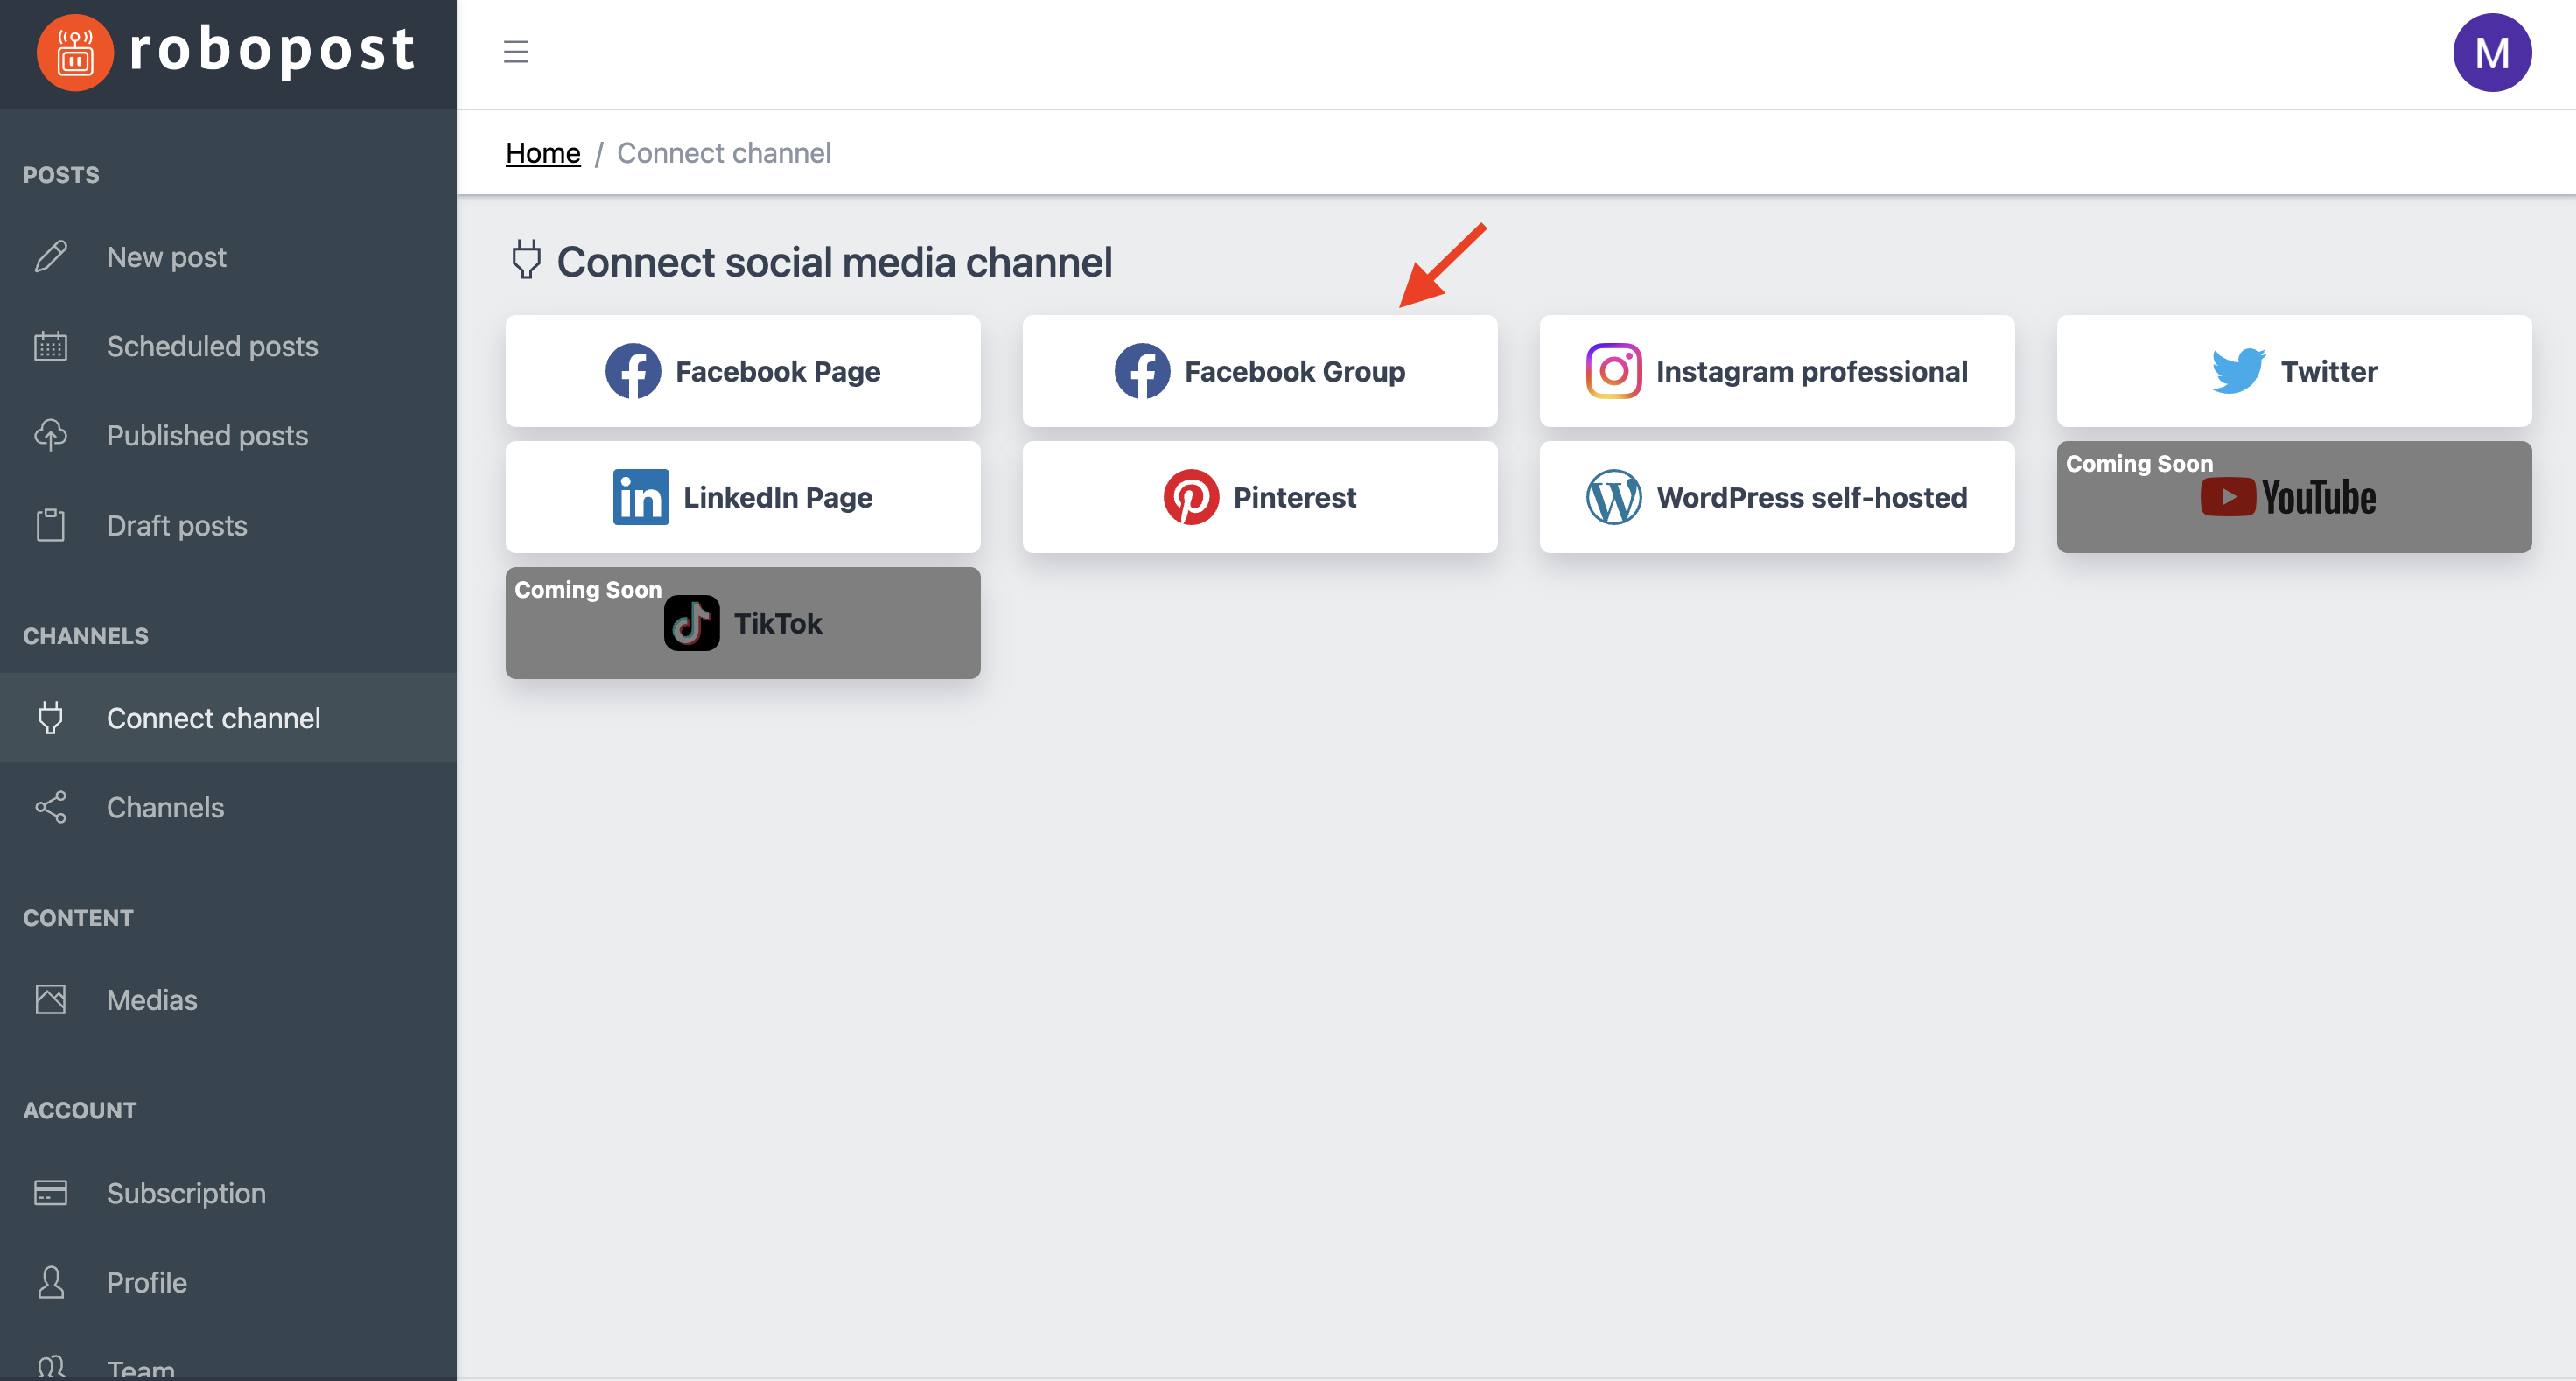 robopost
M
Home / Connect channel
POSTS
New post
Scheduled posts
Published posts
Draft posts
CHANNELS
Connect channel
Channels
CONTENT
Medias
ACCOUNT
Subscription
Profile
Team
Connect social media channel
Facebook Page
Facebook Group
Instagram professional
Twitter
LinkedIn Page
Pinterest
WordPress self-hosted
Coming Soon
YouTube
Coming Soon
TikTok